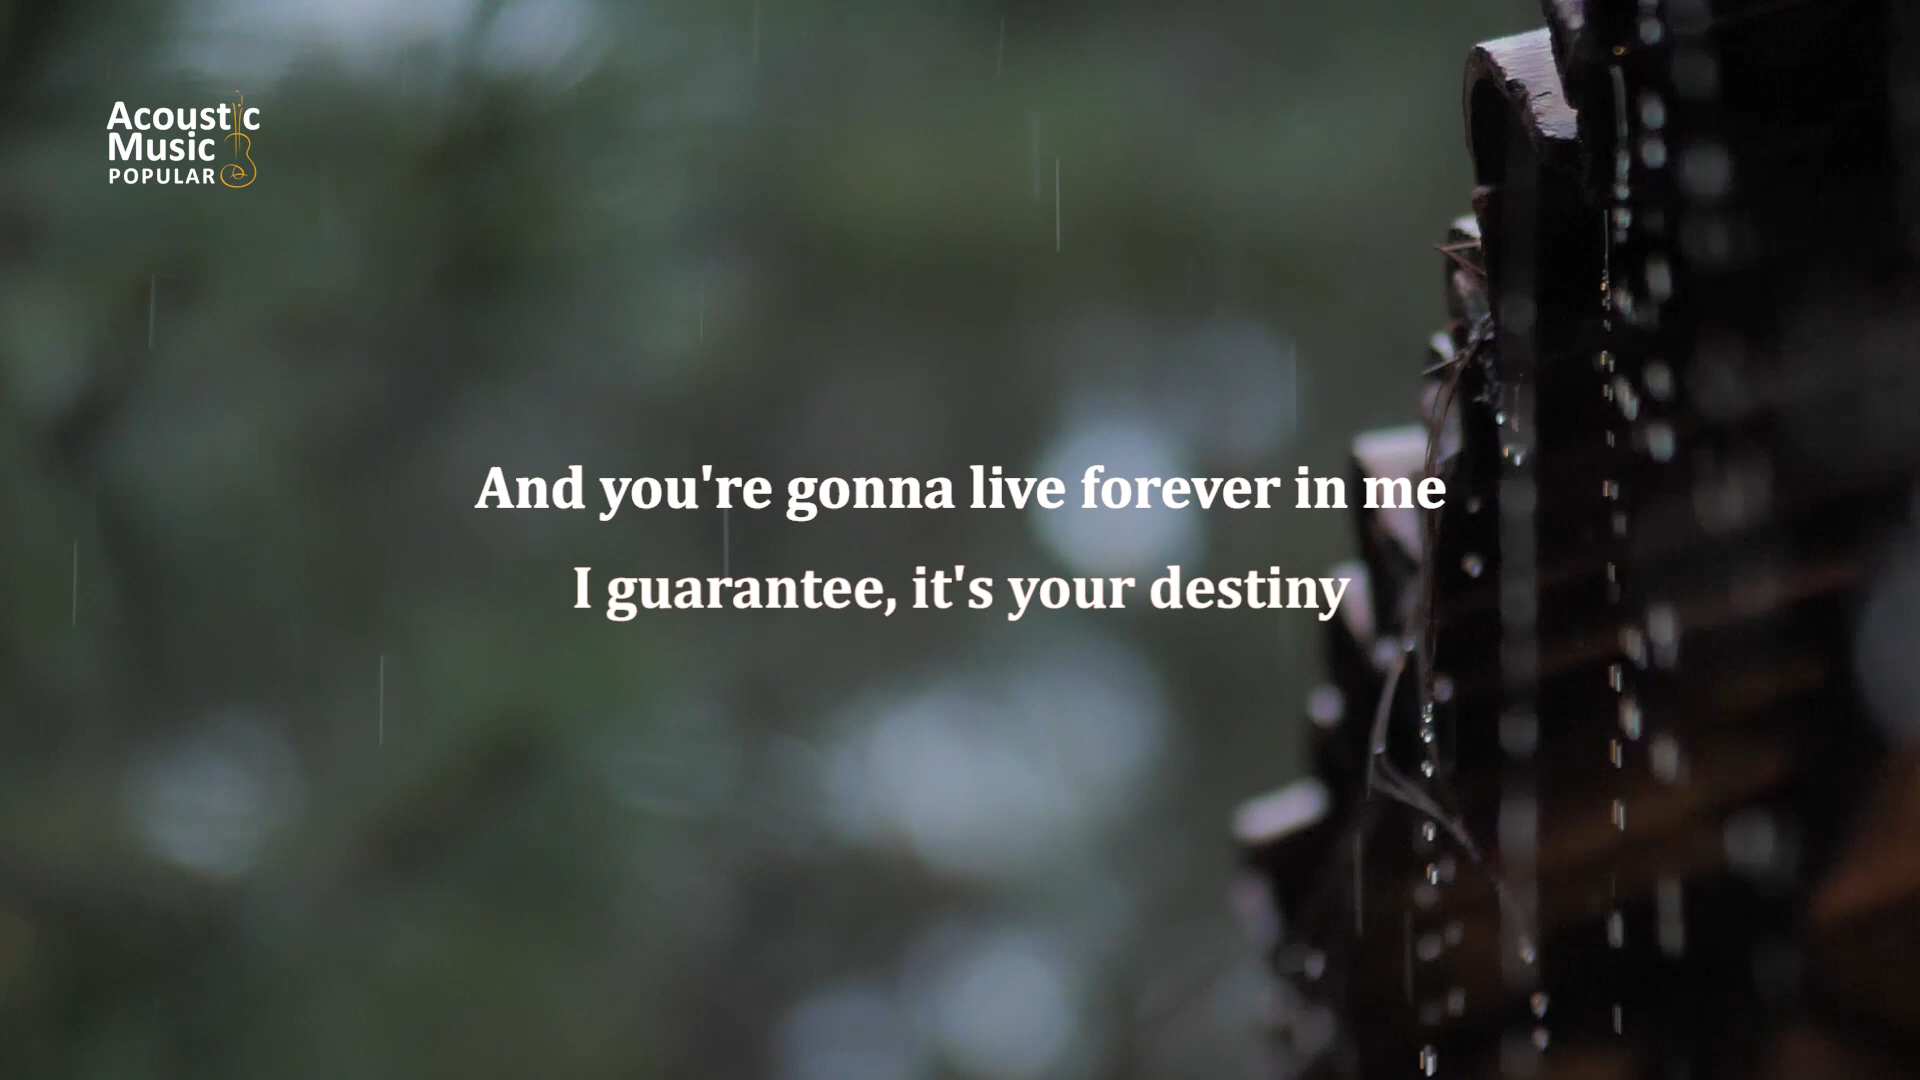 Acoustic
Music
POPULAR
And you're gonna live forever in me
I guarantee, it's your destiny